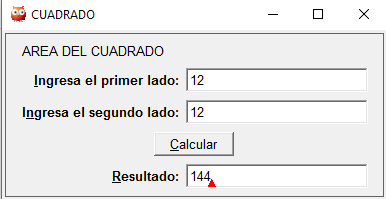 CUADRADO
AREA DEL CUADRADO
Ingresa el primer lado: 12
Ingresa el segundo lado: 12
Calcular
Resultado: 144